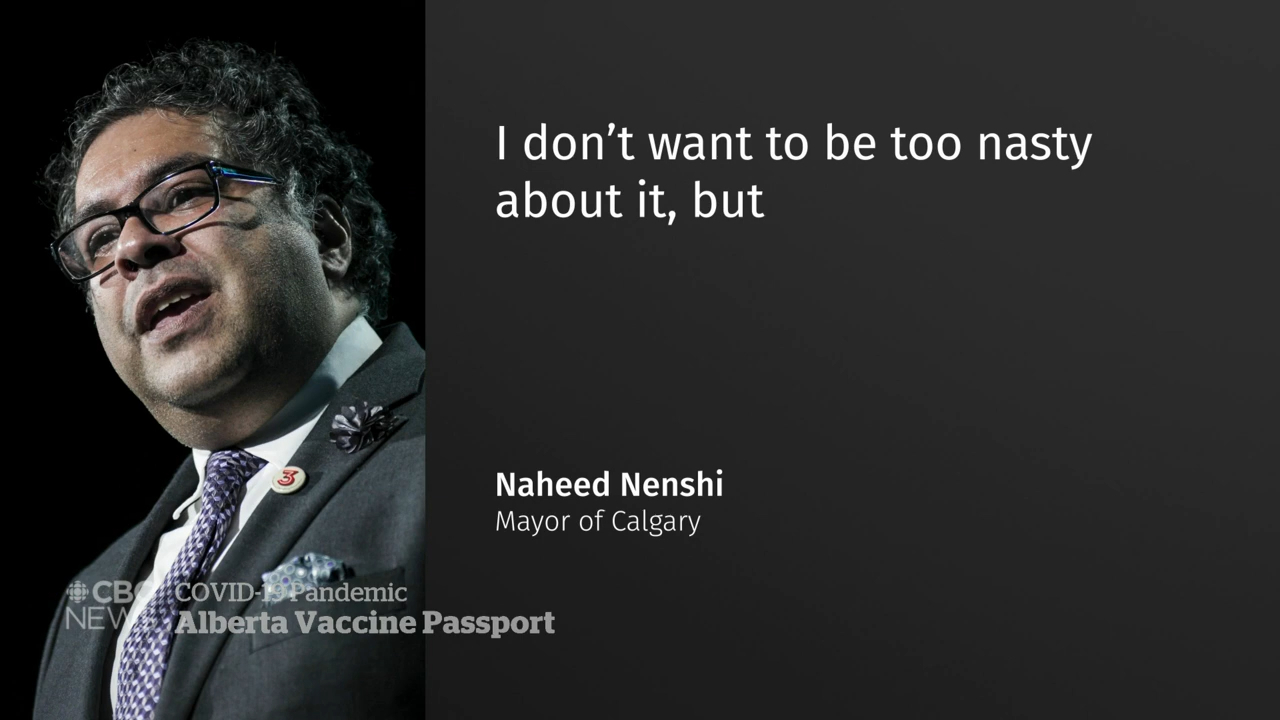 I don’t want to be too nasty
about it, but
Naheed Nenshi
Mayor of Calgary
3
CBC
NEWS
COVID-19 Pandemic
Alberta Vaccine Passport